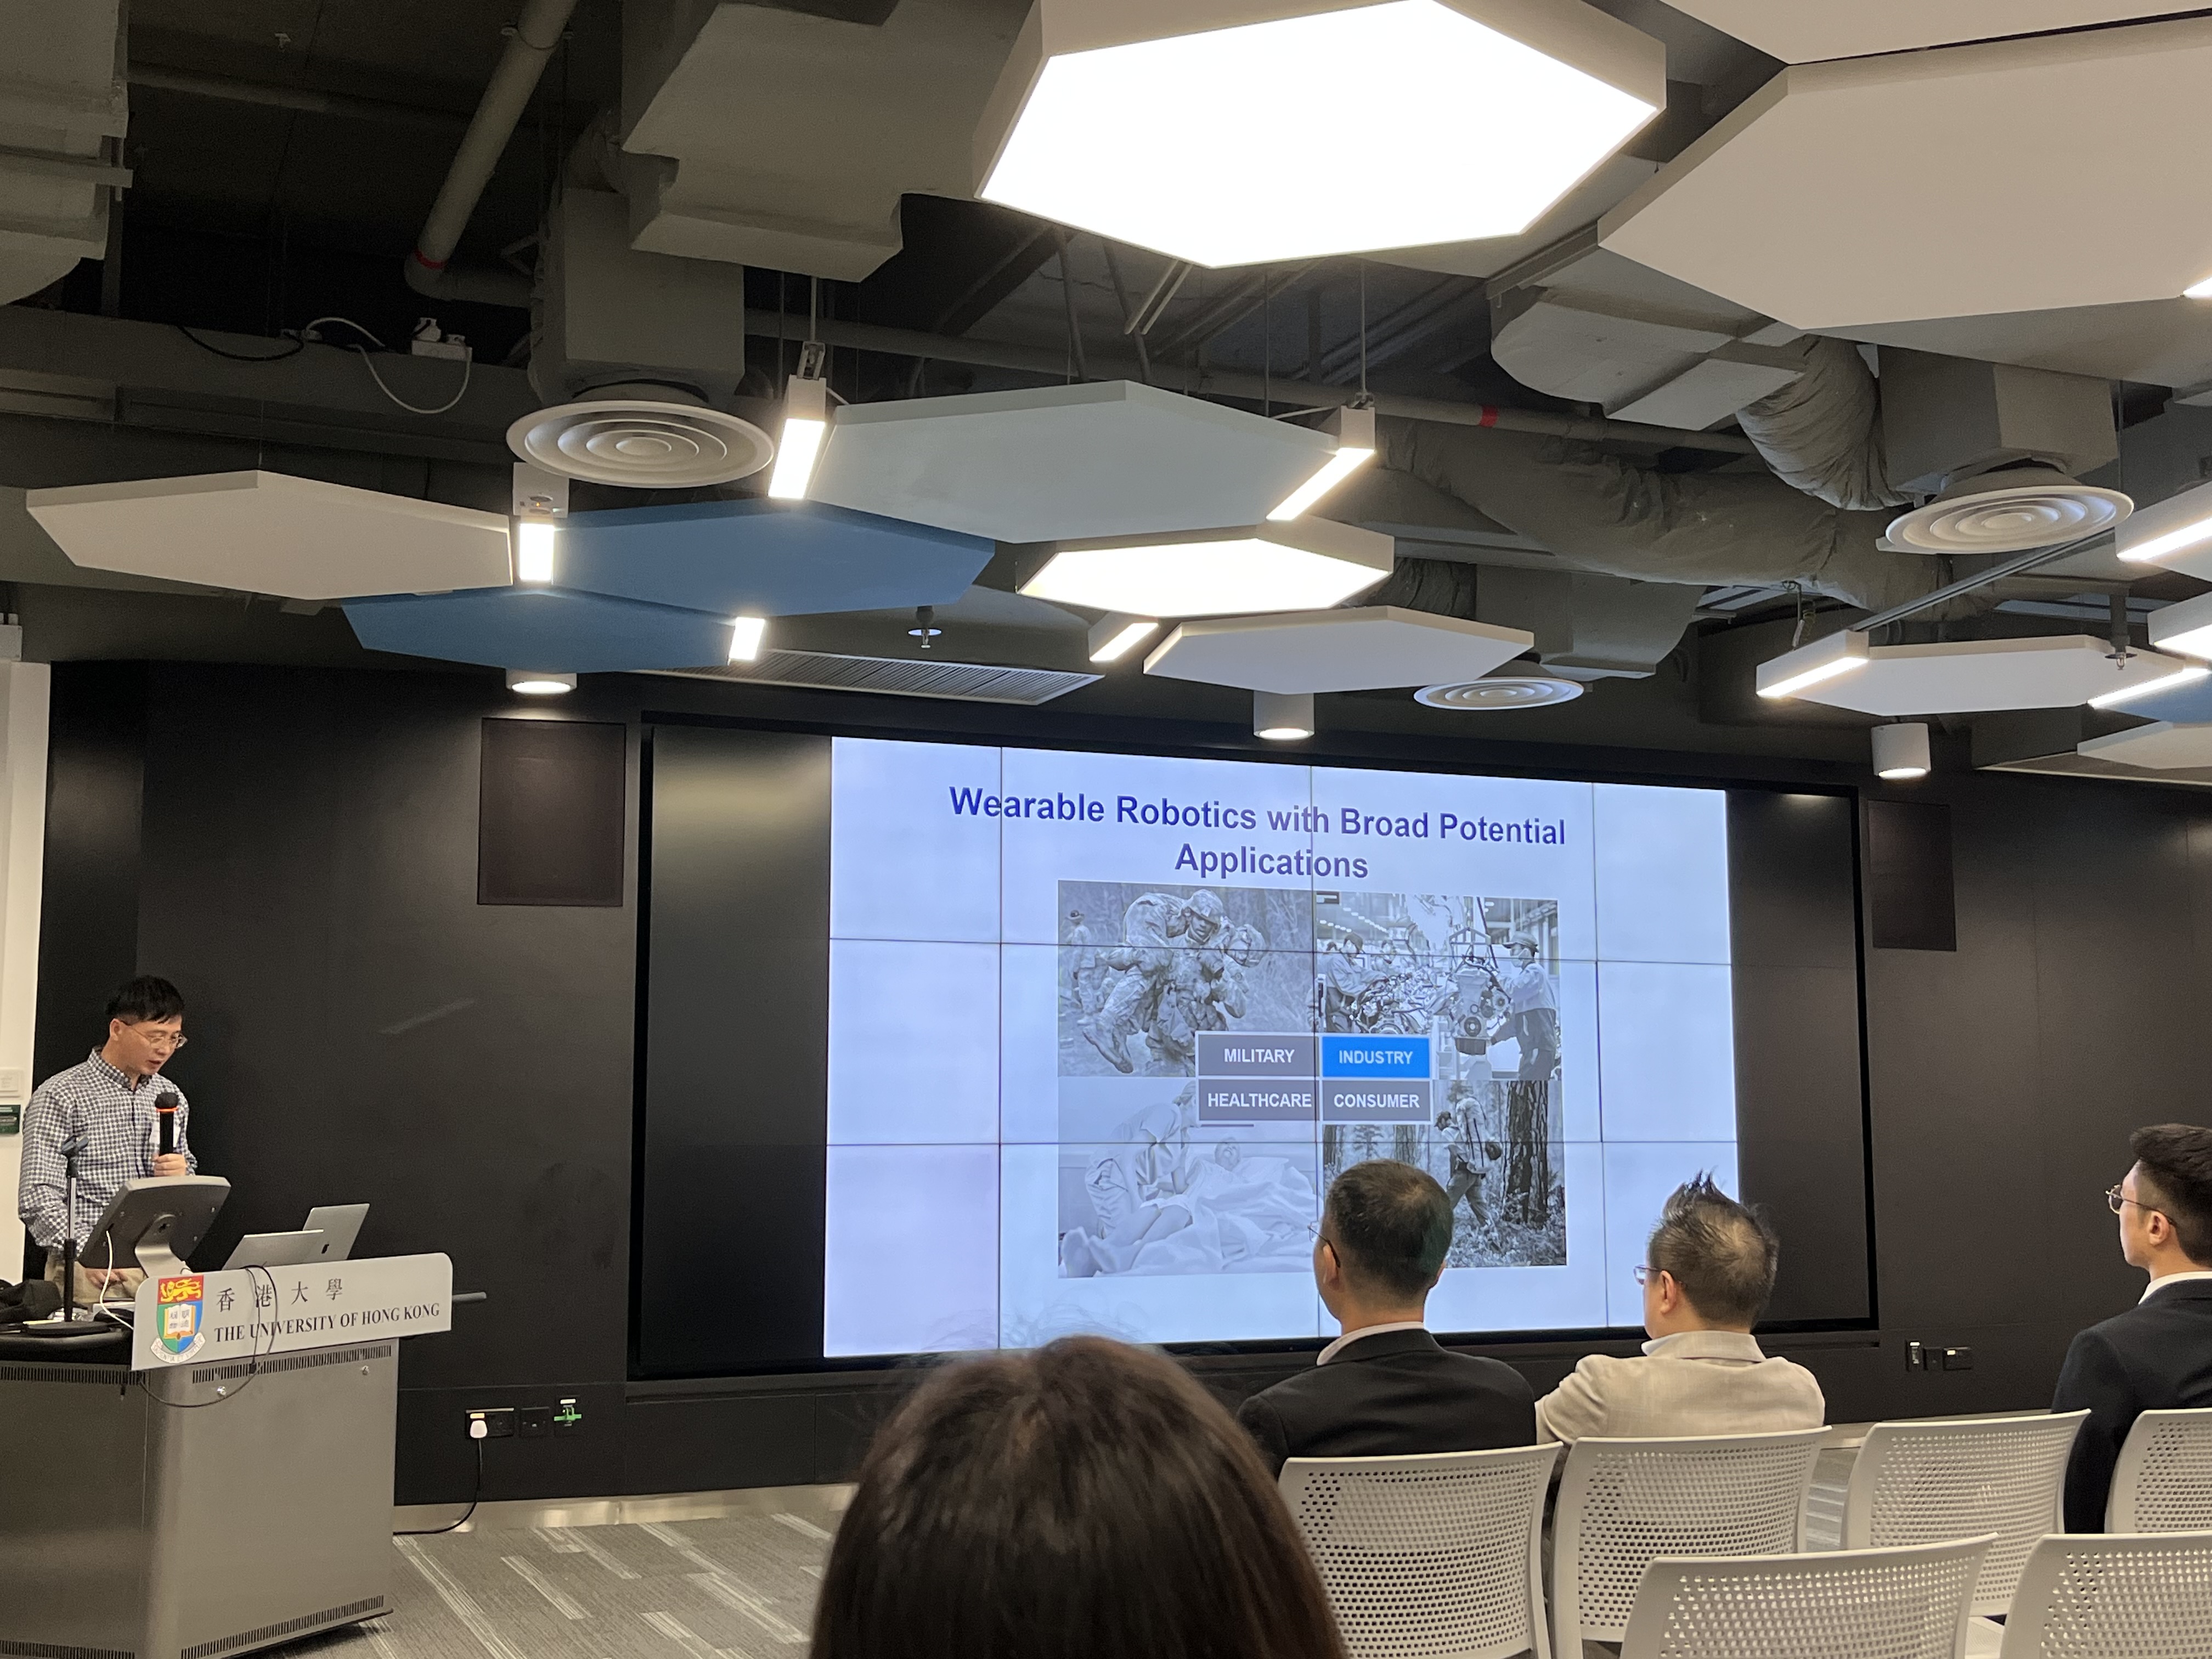 Wearable Robotics with Broad Potential
Applications
MILITARY
INDUSTRY
HEALTHCARE
CONSUMER
香港大學
THE UNIVERSITY OF HONG KONG